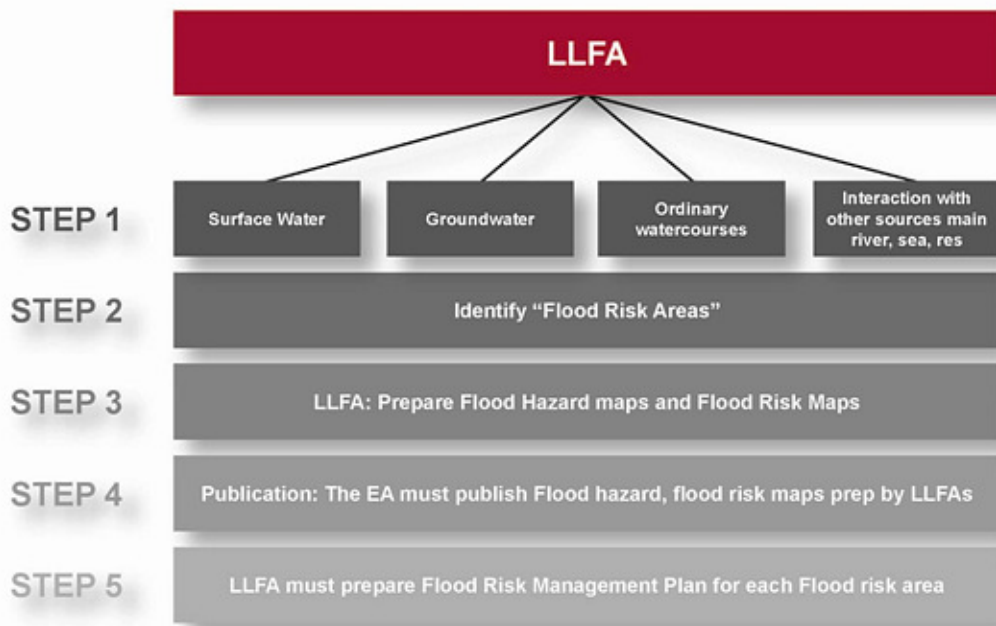 LLFA
STEP 1
Surface Water
Groundwater
Ordinary
watercourses
Interaction with
other sources main
river, sea, res
STEP 2
Identify “Flood Risk Areas”
STEP 3
LLFA: Prepare Flood Hazard maps and Flood Risk Maps
STEP 4
Publication: The EA must publish Flood hazard, flood risk maps prep by LLFAs
STEP 5
LLFA must prepare Flood Risk Management Plan for each Flood risk area